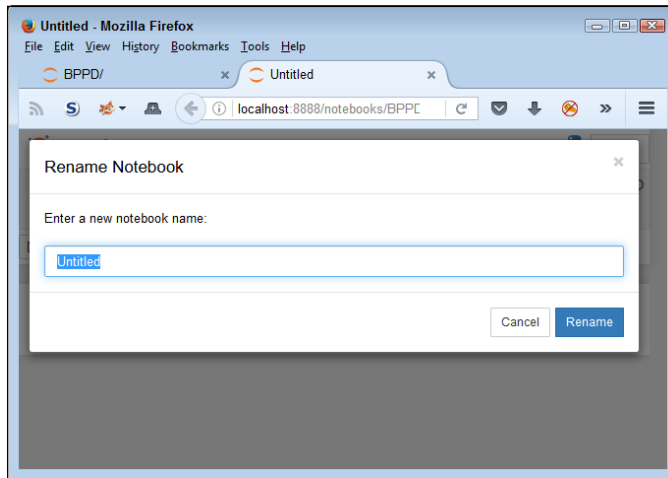 Untitled - Mozilla Firefox
File Edit View History Bookmarks Tools Help
BPPD/ × Untitled ×
S localhost:8888/notebooks/BPPD
Rename Notebook ×
Enter a new notebook name:
Untitled
Cancel Rename